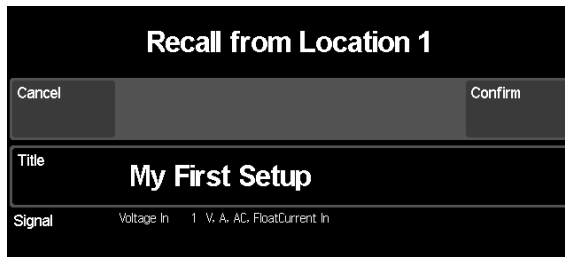 Recall from Location 1
Cancel Confirm
Title My First Setup
Signal Voltage In 1 V, A, AC, FloatCurrent In